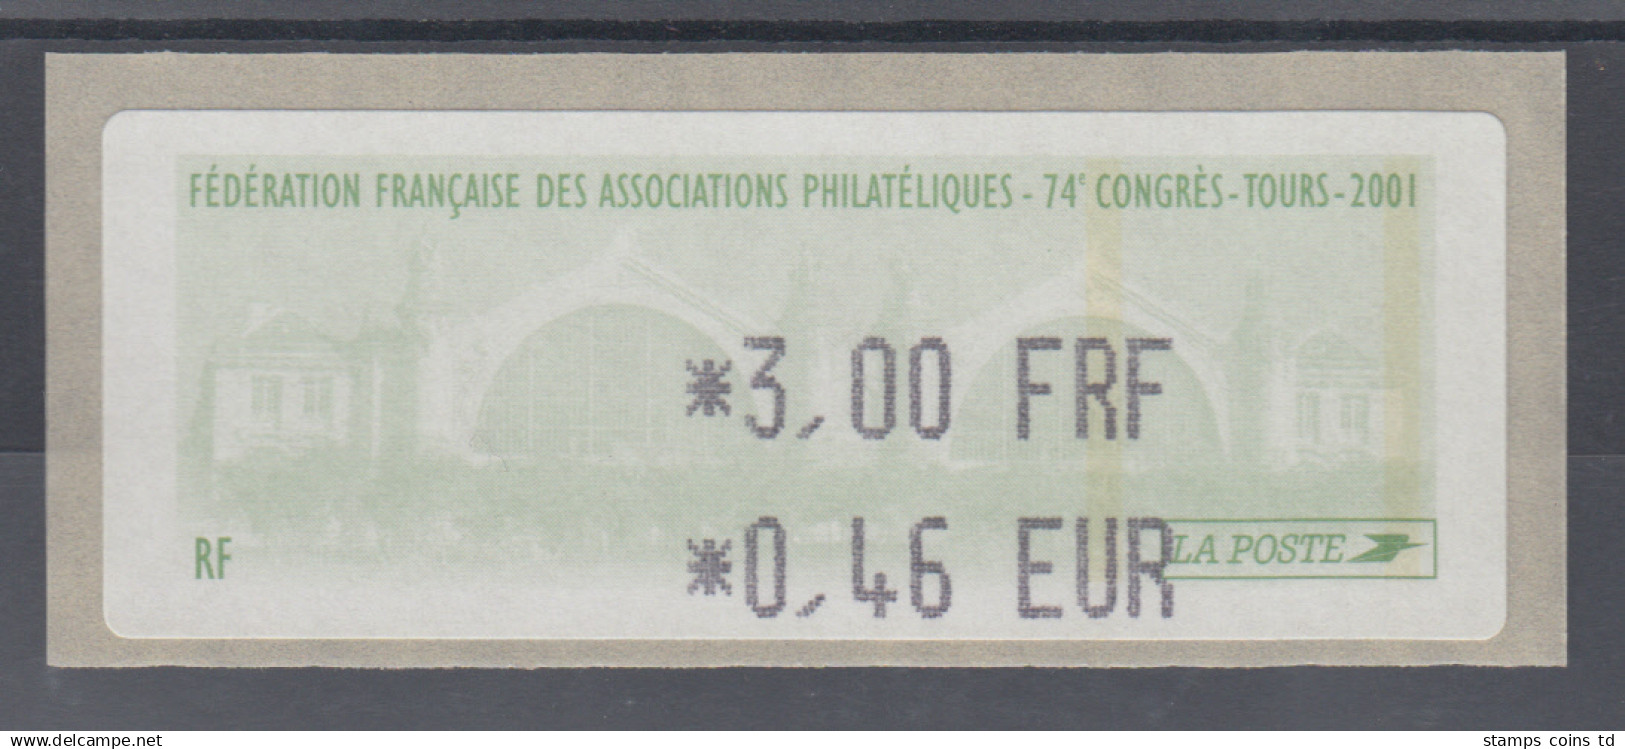 FÉDÉRATION FRANÇAISE DES ASSOCIATIONS PHILATÉLIQUES - 74e CONGRÈS - TOURS - 2001
*3,00 FRF
*0,46 EUR
RF
LA POSTE
www.delcampe.net
stamps coins td